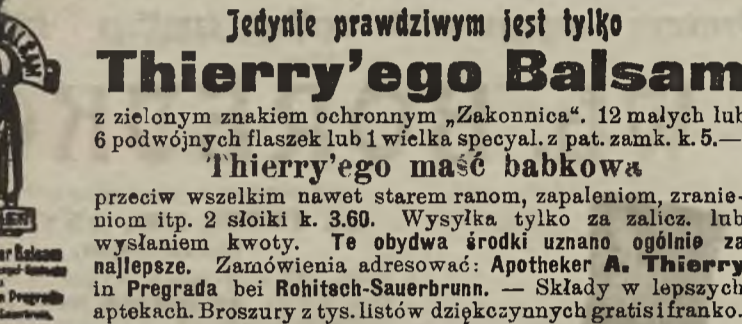 Jedynie prawdziwym jest tylko
Thierry'ego Balsam
z zielonym znakiem ochronnym „Zakonnica“. 12 małych lub
6 podwójnych flaszek lub 1 wielka specyal. z pat. zamk. k. 5.—
Thierry'ego maść babkowa
przeciw wszelkim nawet starem ranom, zapaleniom, zranie-
niom itp. 2 słoiki k. 3.60. Wysyłka tylko za zalicz. lub
wysłaniem kwoty. Te obydwa środki uznano ogólnie za
najlepsze. Zamówienia adresować: Apotheker A. Thierry
in Pregrada bei Rohitsch-Sauerbrunn. — Składy w lepszych
aptekach. Broszury z tys. listów dziękczynnych gratis i franko.
BALSAM
Balsam
Pregrada